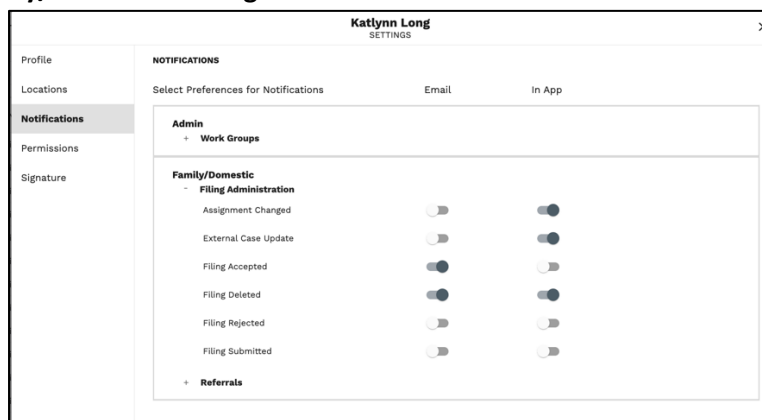 Katlynn Long
SETTINGS
Profile
Locations
Notifications
Permissions
Signature
NOTIFICATIONS
Select Preferences for Notifications Email In App
Admin
+ Work Groups
Family/Domestic
- Filing Administration
Assignment Changed
External Case Update
Filing Accepted
Filing Deleted
Filing Rejected
Filing Submitted
+ Referrals